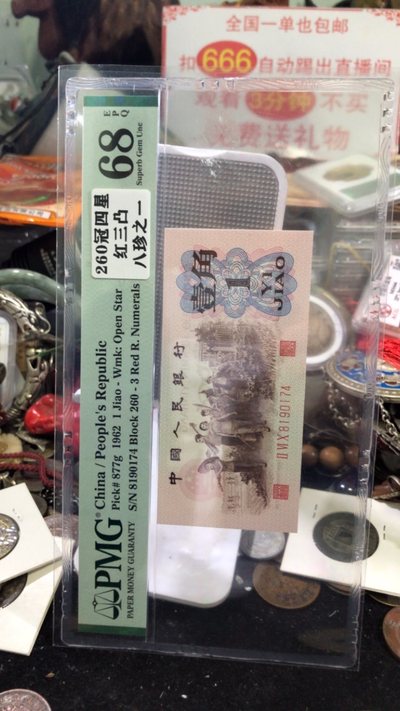 全国一单也包邮
扣666自动踢出直播间
观看3分钟不买
免费送礼物
PMG®
PAPER MONEY GUARANTY
China / People's Republic
Pick# 877g 1962 1 Jiao - Wmk: Open Star
S/N 8190174 Block 260 - 3 Red R. Numerals
260冠四星
红三凸
八珍之一
68
EPQ
Superb Gem Unc
中國人民銀行
壹角
1
YI JIAO
8190174